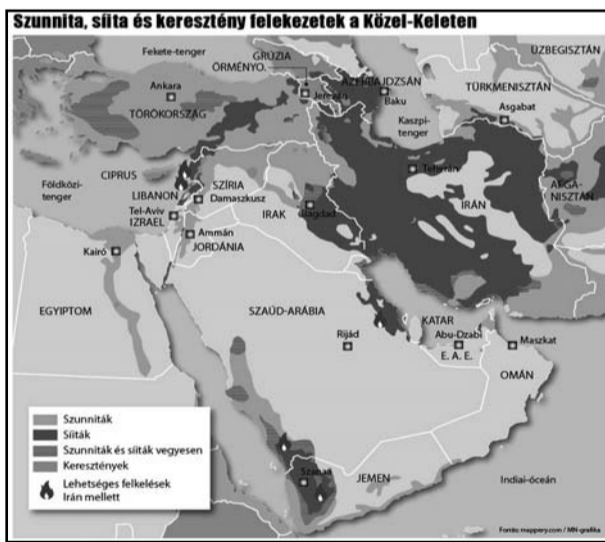 Szunnita, síita és keresztény felekezetek a Közel-Keleten
Fekete-tenger
GRÚZIA
ÖRMÉNYO.
AZERBAJDZSÁN
ÜZBEGISZTÁN
Ankara
Jereván
Baku
TÜRKMENISZTÁN
TÖRÖKORSZÁG
Kaszpi-
tenger
Asgabat
CIPRUS
Teherán
Földközi-
tenger
LIBANON
SZÍRIA
Damaszkusz
AFGA-
NISZTÁN
Tel-Aviv
IZRAEL
IRAK
Bagdad
IRÁN
Ammán
JORDÁNIA
Kairó
EGYIPTOM
SZAÚD-ARÁBIA
KATAR
Rijád
Abu-Dzabi
E. A. E.
Maszkat
OMÁN
Szunniták
Síiták
Szunniták és síiták vegyesen
Keresztények
Lehetséges felkelések
Irán mellett
Szanaa
JEMEN
Indiai-óceán
Forrás: mappery.com / MN-grafika